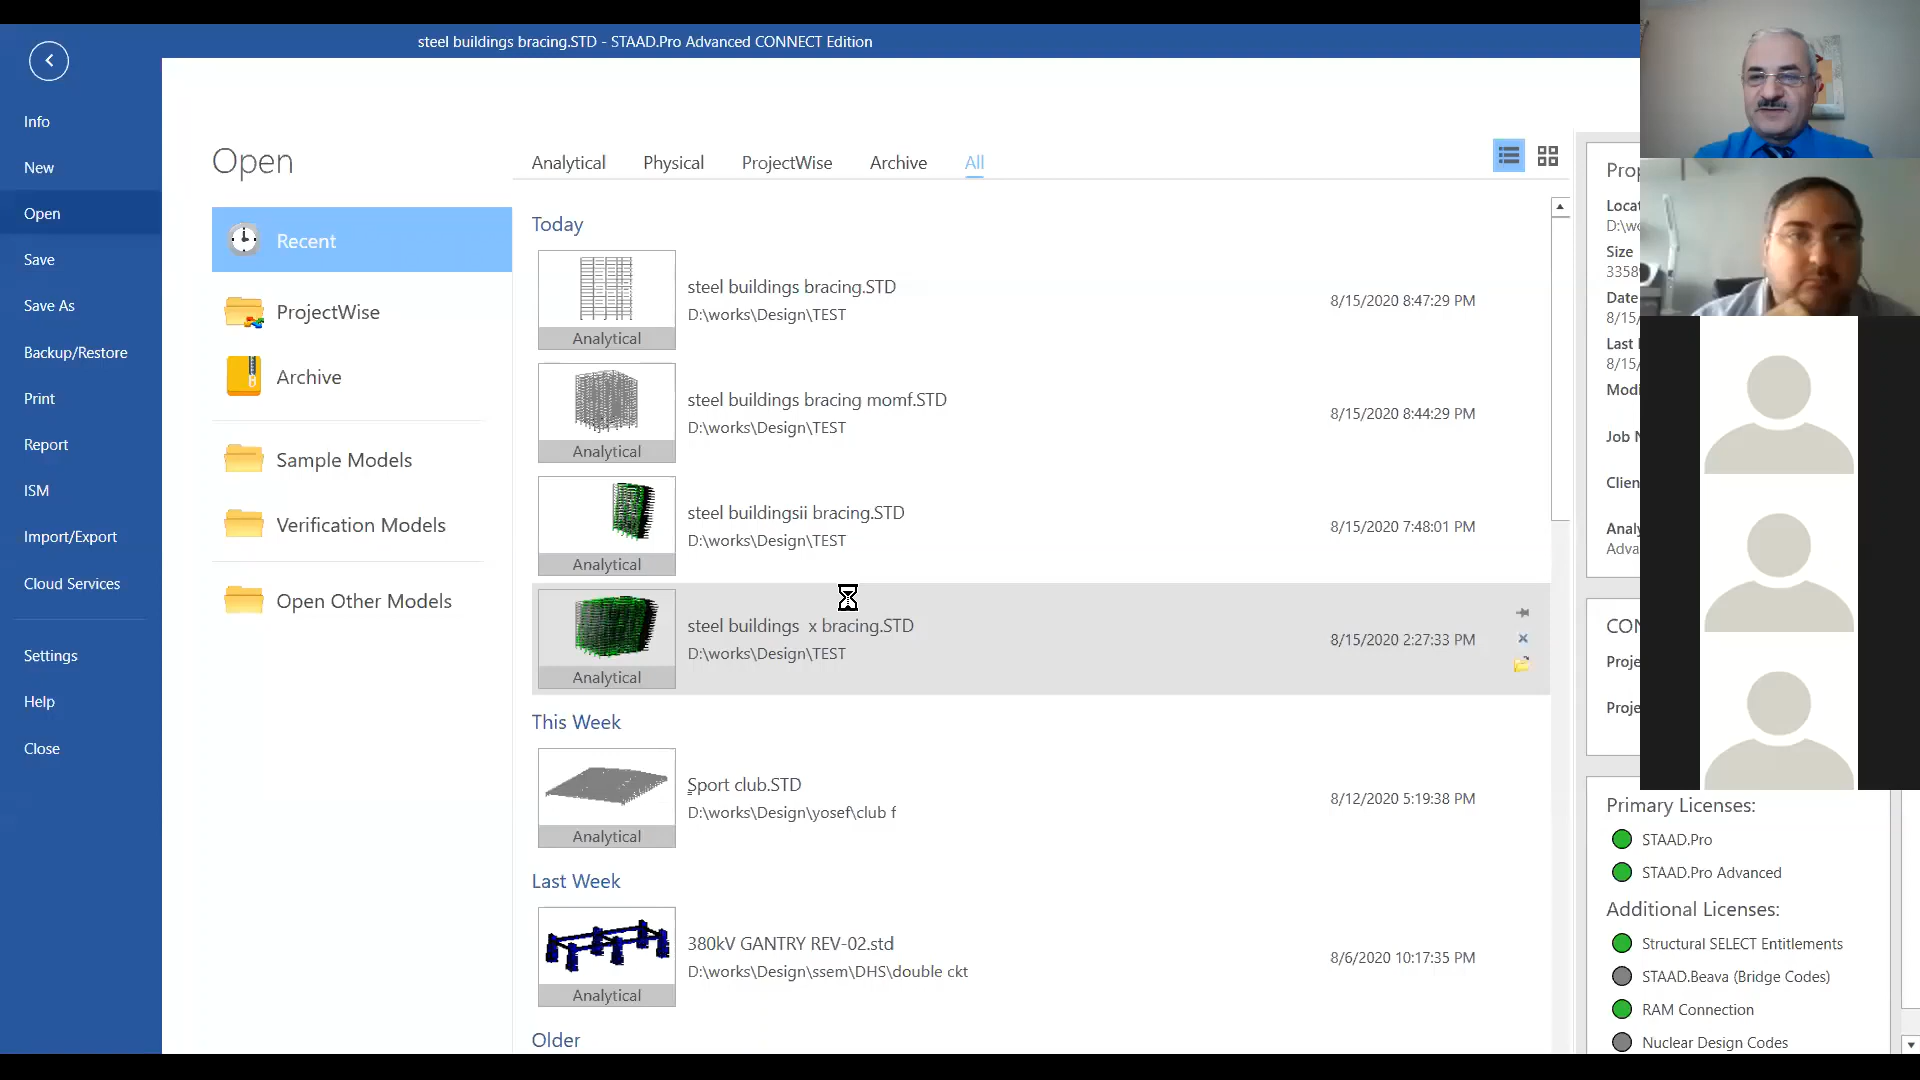 steel buildings bracing.STD - STAAD.Pro Advanced CONNECT Edition
Info
New
Open
Save
Save As
Backup/Restore
Print
Report
ISM
Import/Export
Cloud Services
Settings
Help
Close
Open
Recent
ProjectWise
Archive
Sample Models
Verification Models
Open Other Models
Analytical Physical ProjectWise Archive All
Today
steel buildings bracing.STD
D:\works\Design\TEST
8/15/2020 8:47:29 PM
Analytical
steel buildings bracing momf.STD
D:\works\Design\TEST
8/15/2020 8:44:29 PM
Analytical
steel buildingsii bracing.STD
D:\works\Design\TEST
8/15/2020 7:48:01 PM
Analytical
steel buildings  x bracing.STD
D:\works\Design\TEST
8/15/2020 2:27:33 PM
Analytical
This Week
Sport club.STD
D:\works\Design\yosef\club f
8/12/2020 5:19:38 PM
Analytical
Last Week
380kV GANTRY REV-02.std
D:\works\Design\ssem\DHS\double ckt
8/6/2020 10:17:35 PM
Analytical
Older
Prop
Locat
D:\wo
Size
3358
Date
8/15/
Last
8/15/
Modi
Job N
Clien
Analy
Adva
CON
Proje
Proje
Primary Licenses:
STAAD.Pro
STAAD.Pro Advanced
Additional Licenses:
Structural SELECT Entitlements
STAAD.Beava (Bridge Codes)
RAM Connection
Nuclear Design Codes